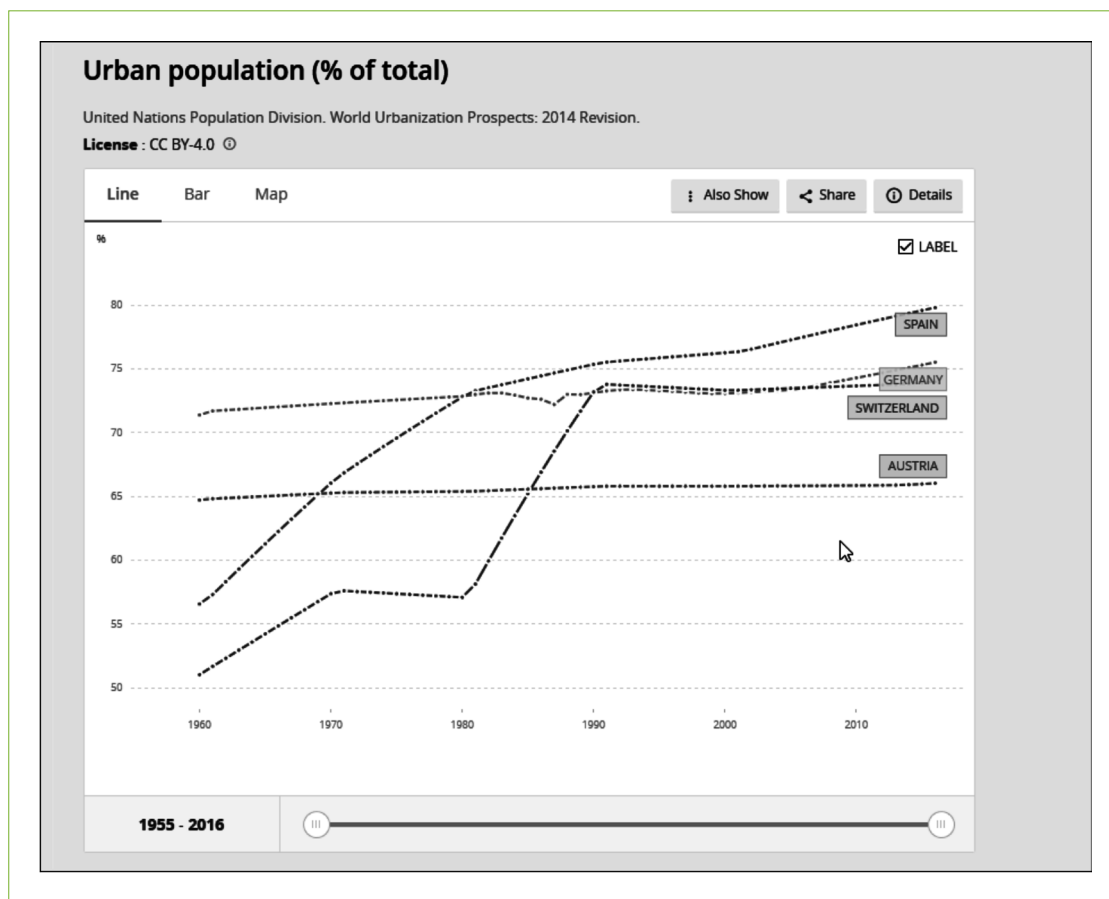 Urban population (% of total)
United Nations Population Division. World Urbanization Prospects: 2014 Revision.
License : CC BY-4.0
Line Bar Map Also Show Share Details
% LABEL
80
SPAIN
75
GERMANY
SWITZERLAND
70
AUSTRIA
65
60
55
50
1960 1970 1980 1990 2000 2010
1955 - 2016